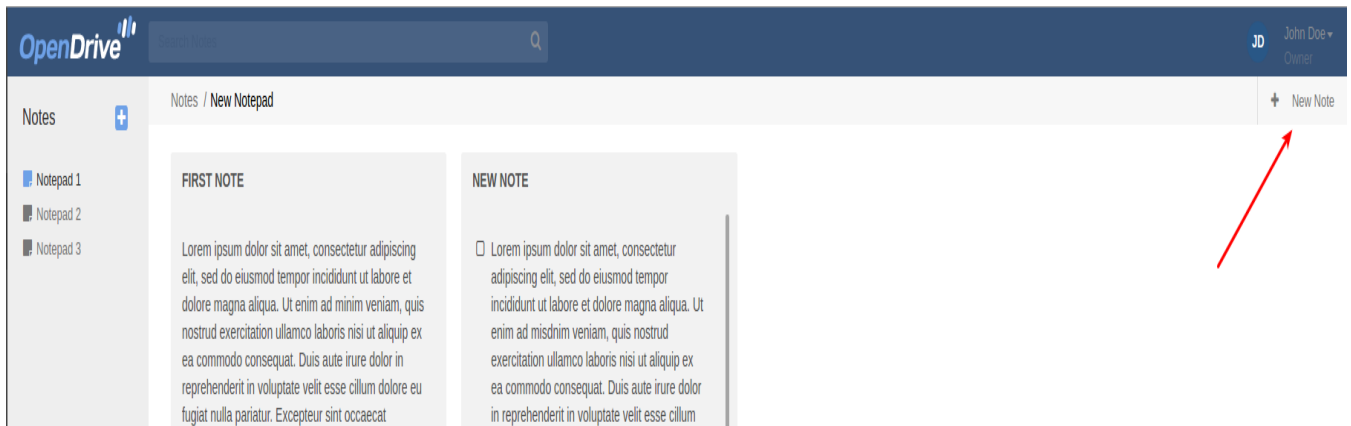 OpenDrive
Search Notes
JD
John Doe
Owner
Notes
Notes / New Notepad
New Note
Notepad 1
Notepad 2
Notepad 3
FIRST NOTE
Lorem ipsum dolor sit amet, consectetur adipiscing
elit, sed do eiusmod tempor incididunt ut labore et
dolore magna aliqua. Ut enim ad minim veniam, quis
nostrud exercitation ullamco laboris nisi ut aliquip ex
ea commodo consequat. Duis aute irure dolor in
reprehenderit in voluptate velit esse cillum dolore eu
fugiat nulla pariatur. Excepteur sint occaecat
NEW NOTE
Lorem ipsum dolor sit amet, consectetur
adipiscing elit, sed do eiusmod tempor
incididunt ut labore et dolore magna aliqua. Ut
enim ad misdnim veniam, quis nostrud
exercitation ullamco laboris nisi ut aliquip ex
ea commodo consequat. Duis aute irure dolor
in reprehenderit in voluptate velit esse cillum